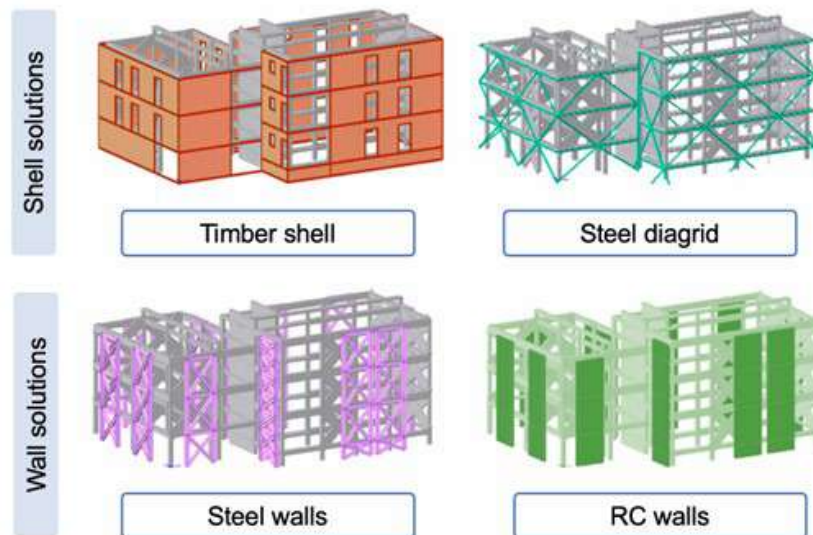 Shell solutions
Timber shell
Steel diagrid
Wall solutions
Steel walls
RC walls